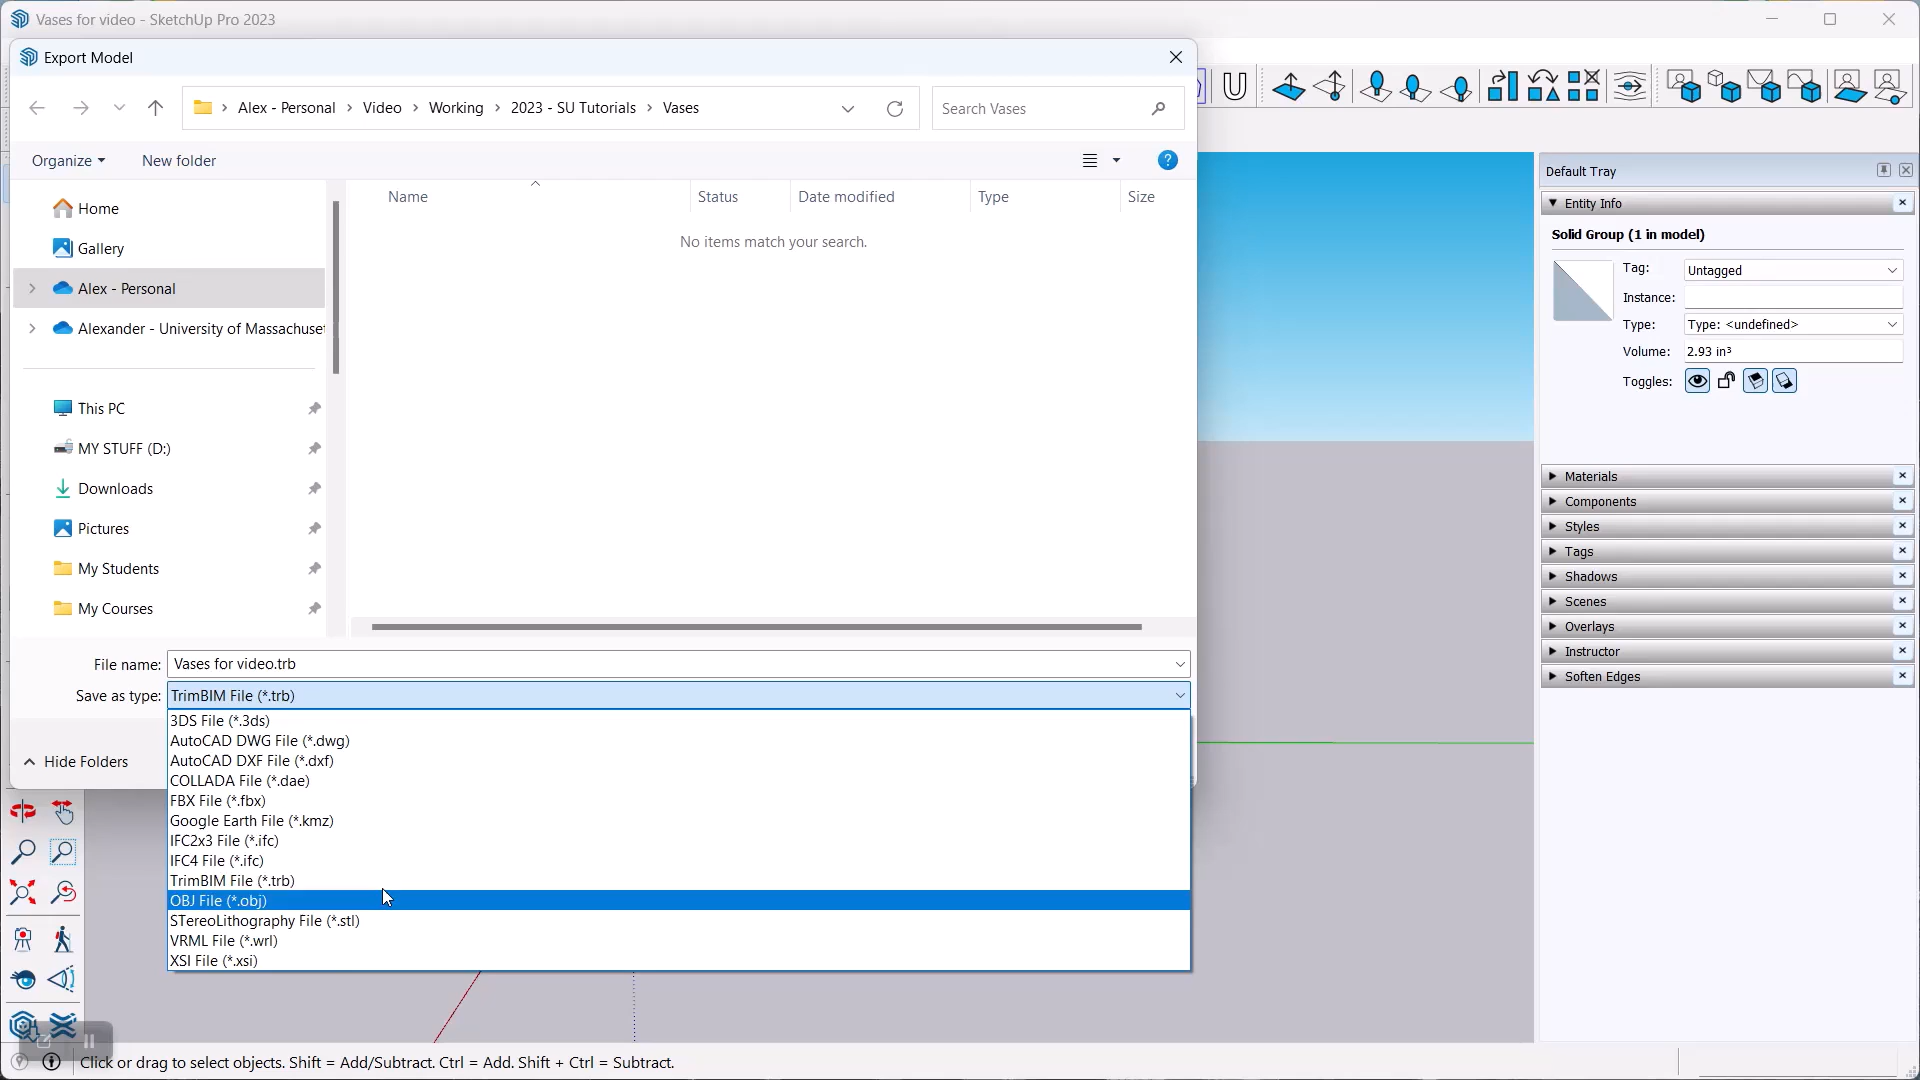 Vases for video - SketchUp Pro 2023
Export Model
Alex - Personal > Video > Working > 2023 - SU Tutorials > Vases
Search Vases
Organize
New folder
Name
Status
Date modified
Type
Size
No items match your search.
Home
Gallery
Alex - Personal
Alexander - University of Massachuset
This PC
MY STUFF (D:)
Downloads
Pictures
My Students
My Courses
File name: Vases for video.trb
Save as type: TrimBIM File (*.trb)
3DS File (*.3ds)
AutoCAD DWG File (*.dwg)
AutoCAD DXF File (*.dxf)
COLLADA File (*.dae)
FBX File (*.fbx)
Google Earth File (*.kmz)
IFC2x3 File (*.ifc)
IFC4 File (*.ifc)
TrimBIM File (*.trb)
OBJ File (*.obj)
STereoLithography File (*.stl)
VRML File (*.wrl)
XSI File (*.xsi)
Hide Folders
Default Tray
Entity Info
Solid Group (1 in model)
Tag: Untagged
Instance:
Type: Type: <undefined>
Volume: 2.93 in³
Toggles:
Materials
Components
Styles
Tags
Shadows
Scenes
Overlays
Instructor
Soften Edges
Click or drag to select objects. Shift = Add/Subtract. Ctrl = Add. Shift + Ctrl = Subtract.